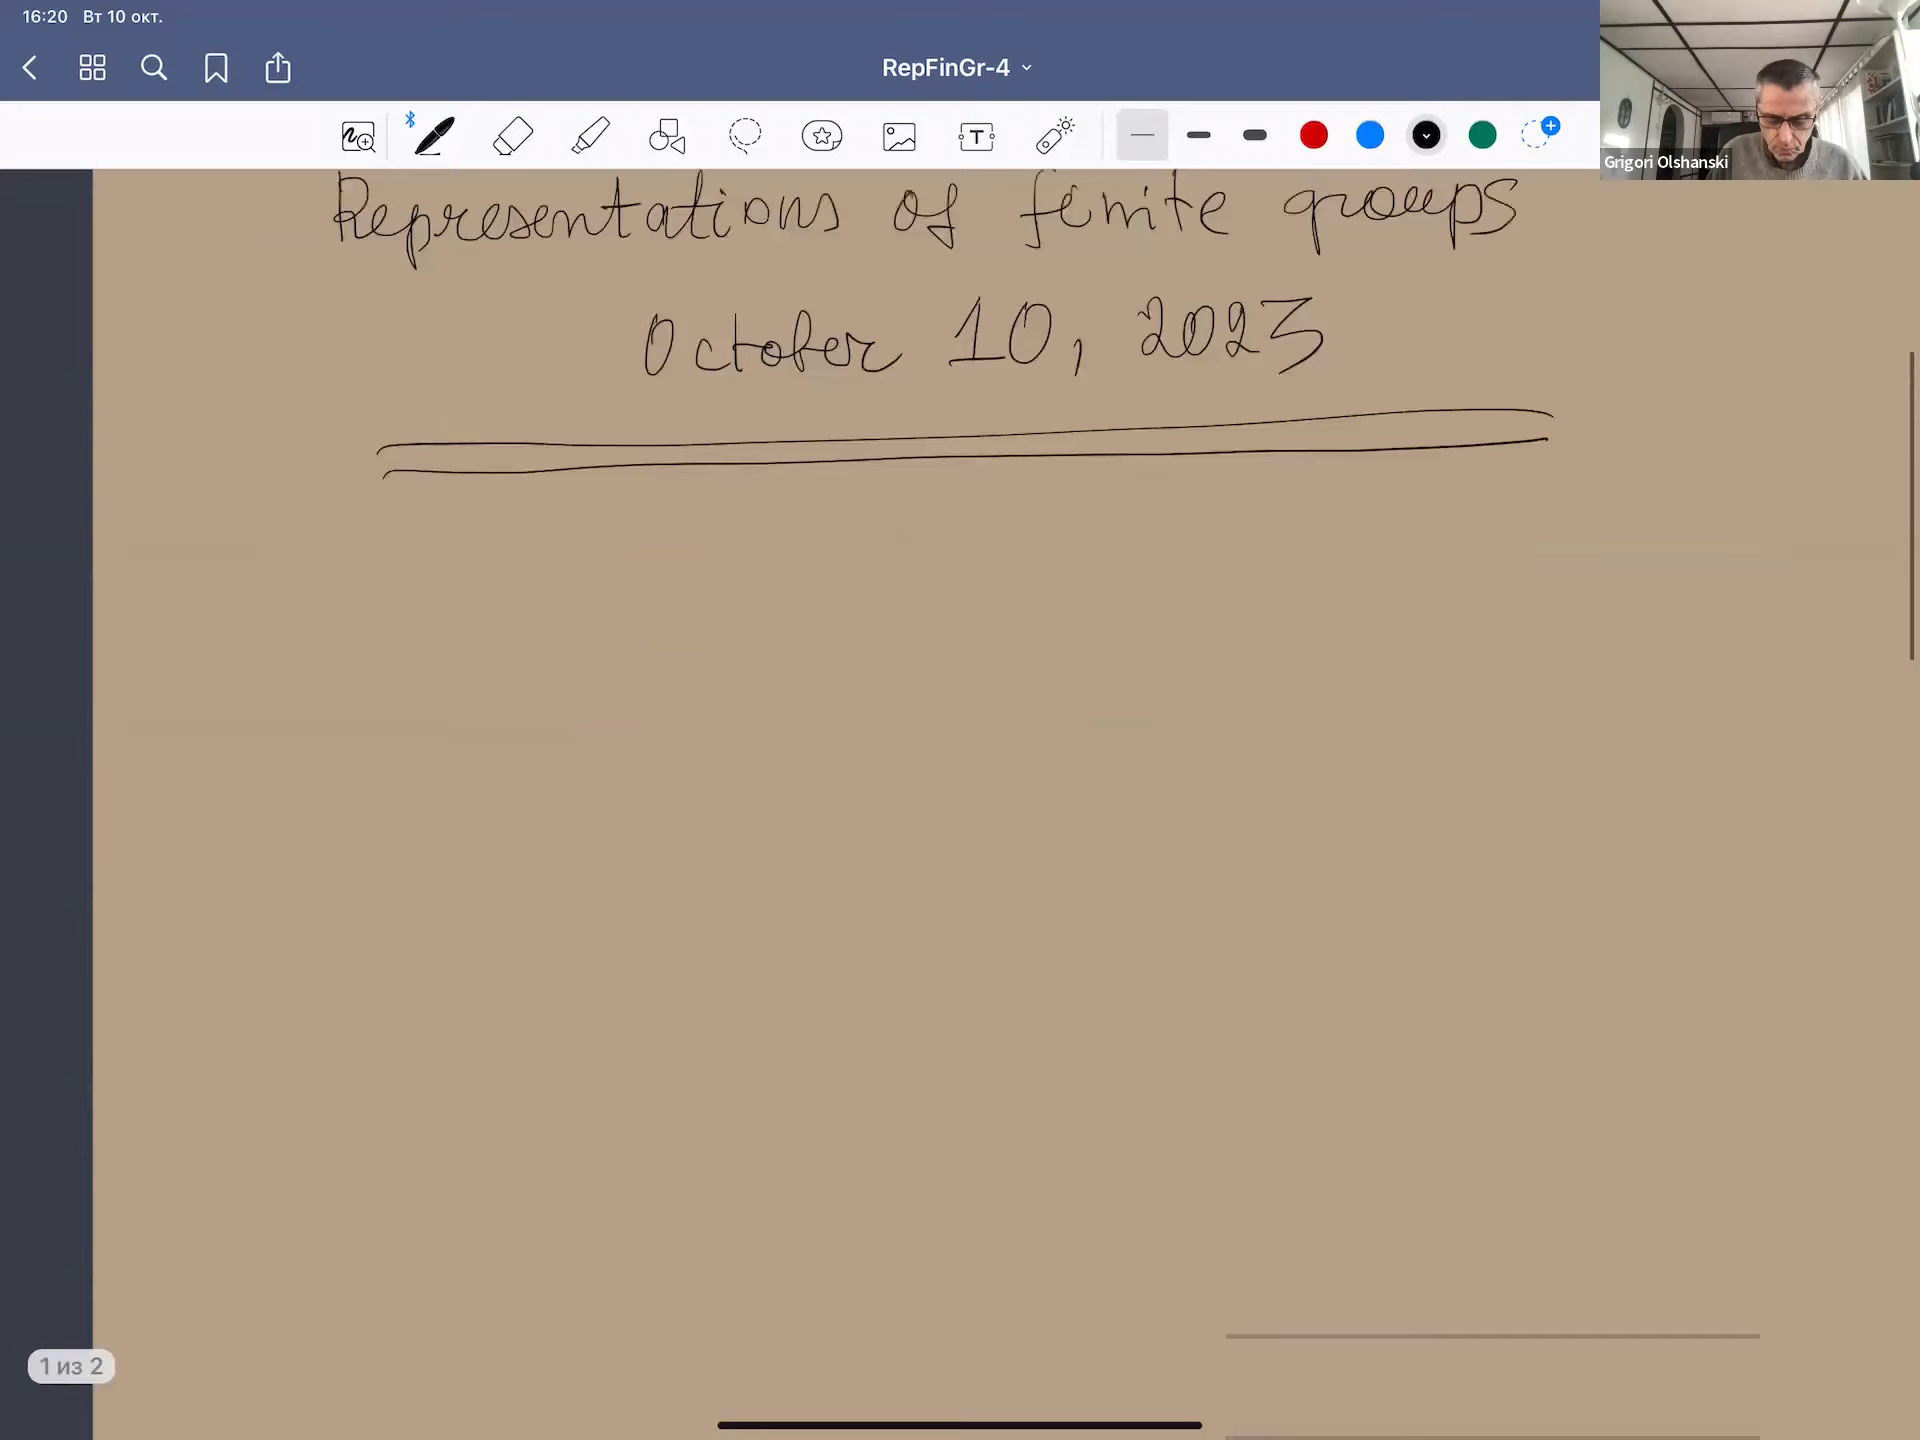 16:20 Вт 10 окт.
RepFinGr-4
T
Grigori Olshanski
Representations of finite groups
October 10, 2023
1 из 2